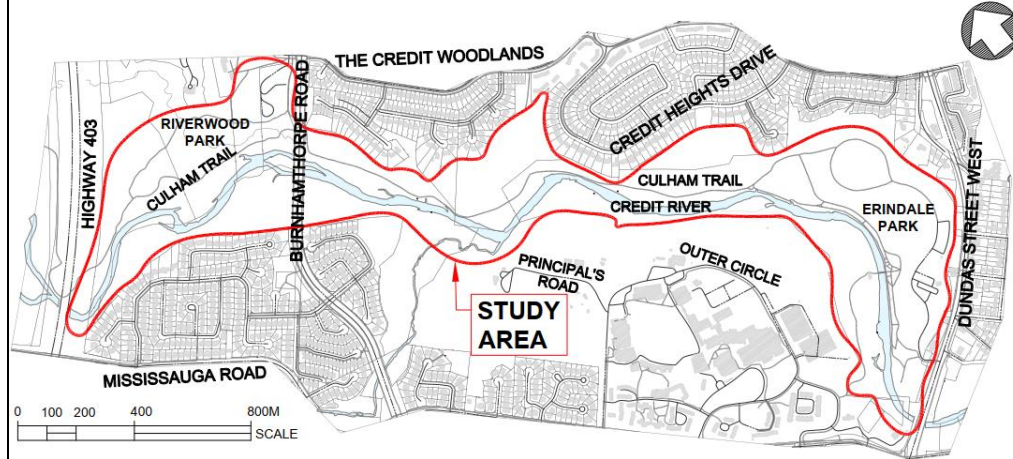 THE CREDIT WOODLANDS
CREDIT HEIGHTS DRIVE
HIGHWAY 403
RIVERWOOD
PARK
BURNHAMTHORPE ROAD
CULHAM TRAIL
CULHAM TRAIL
CREDIT RIVER
ERINDALE
PARK
DUNDAS STREET WEST
PRINCIPAL'S
ROAD
OUTER CIRCLE
STUDY
AREA
MISSISSAUGA ROAD
0 100 200 400 800M
SCALE